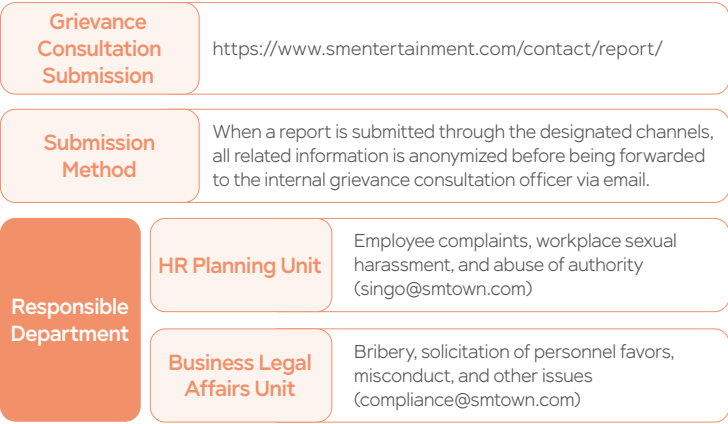 Grievance
Consultation
Submission
https://www.smentertainment.com/contact/report/
Submission
Method
When a report is submitted through the designated channels,
all related information is anonymized before being forwarded
to the internal grievance consultation officer via email.
Responsible
Department
HR Planning Unit
Employee complaints, workplace sexual
harassment, and abuse of authority
(singo@smtown.com)
Business Legal
Affairs Unit
Bribery, solicitation of personnel favors,
misconduct, and other issues
(compliance@smtown.com)